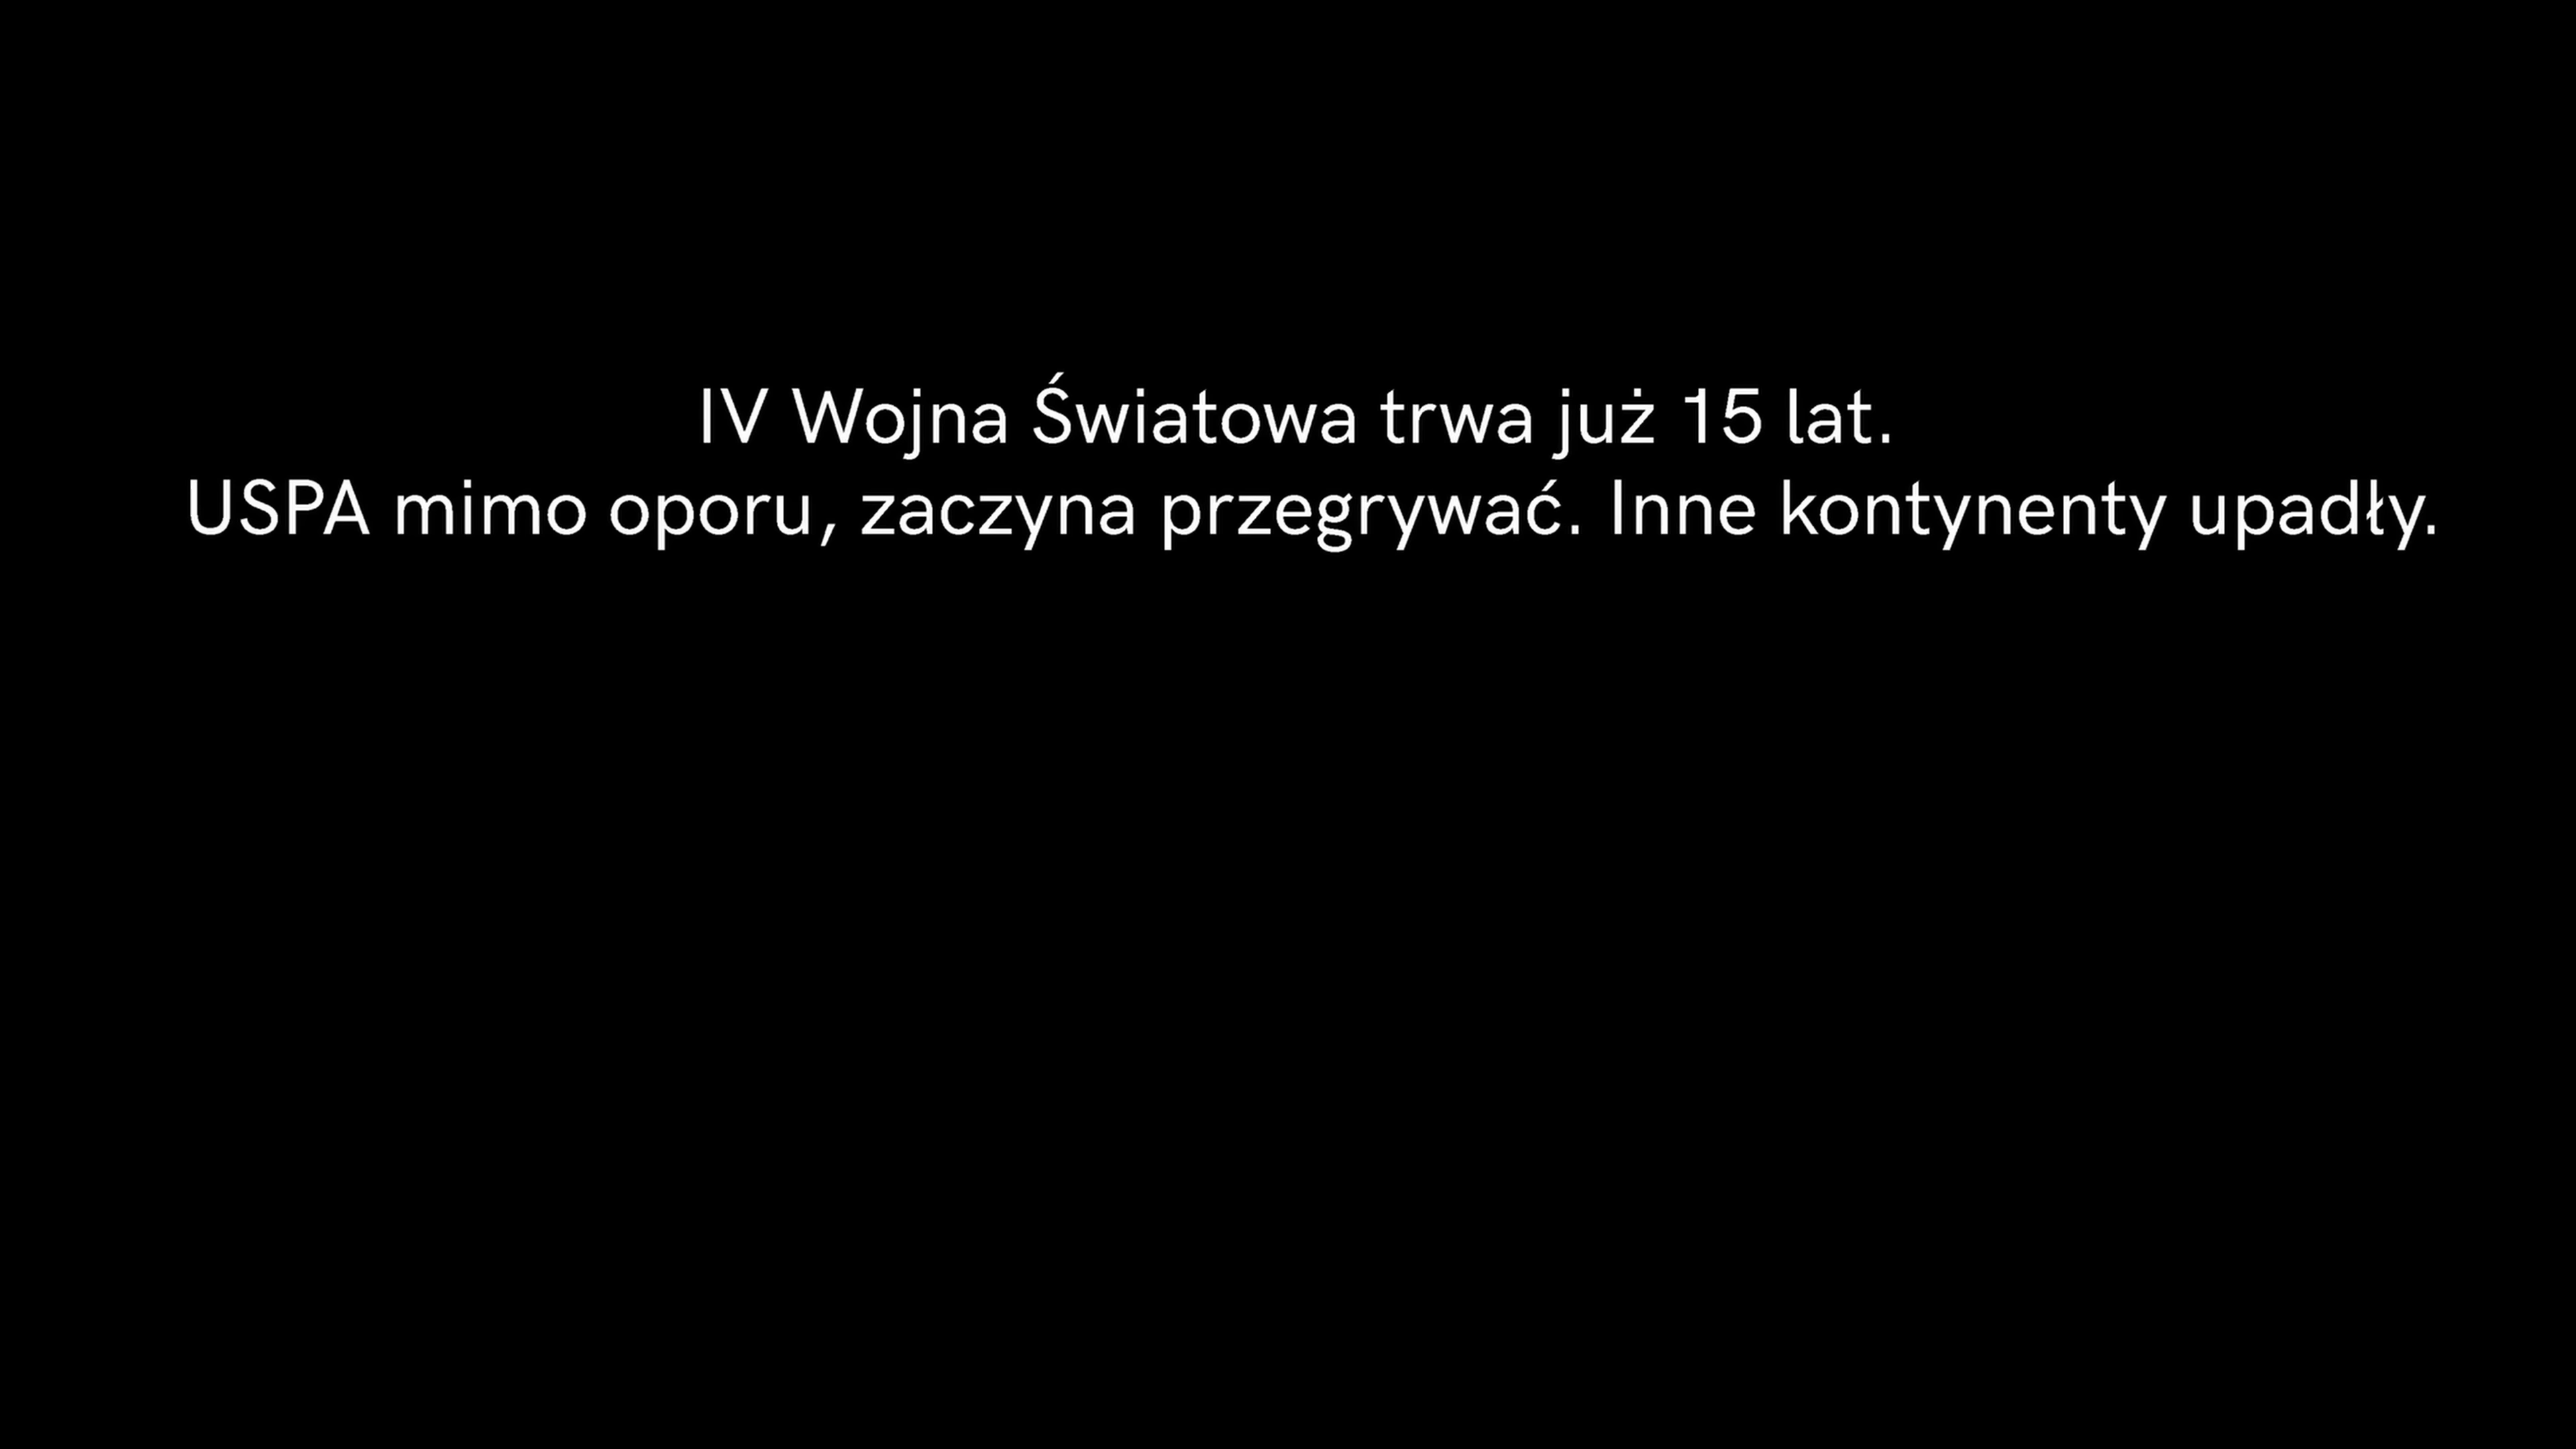 IV Wojna Światowa trwa już 15 lat.
USPA mimo oporu, zaczyna przegrywać. Inne kontynenty upadły.